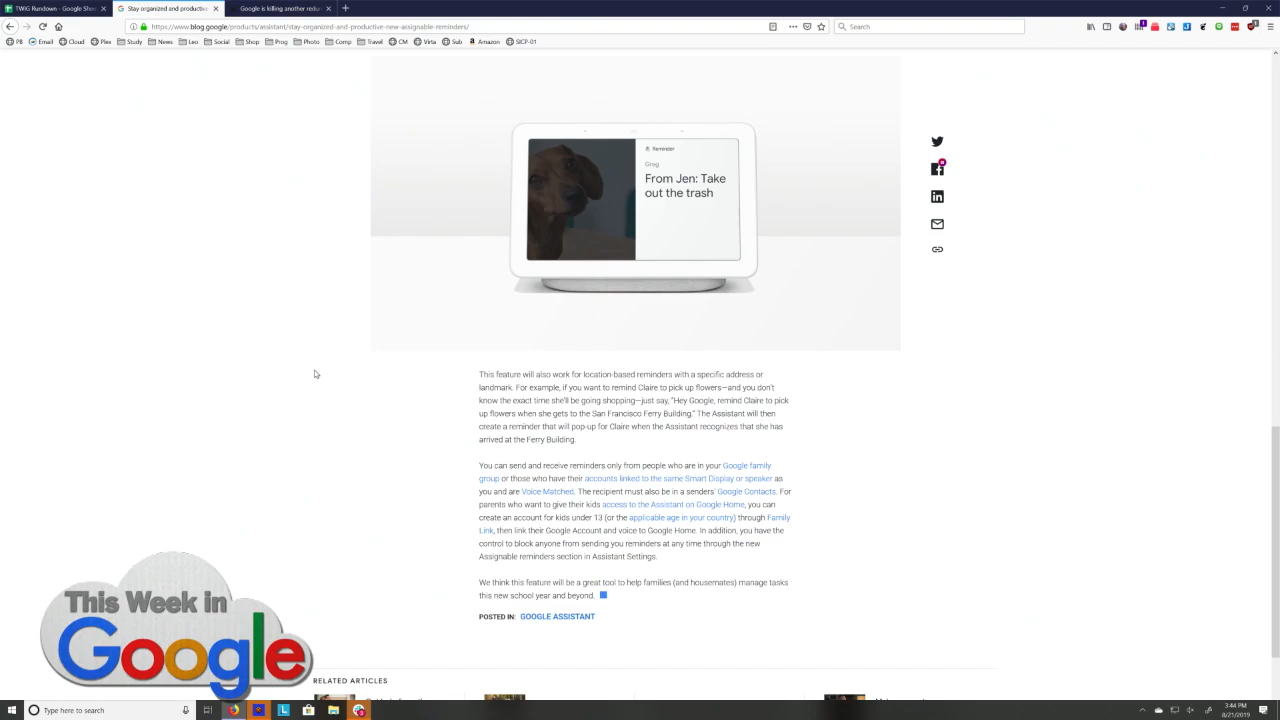 TWIG Rundown - Google Shee
Stay organized and productive
Google is killing another redun
https://www.blog.google/products/assistant/stay-organized-and-productive-new-assignable-reminders/
Search
PB Email Cloud Plex Study News Leo Social Shop Prog Photo Comp Travel CM Virta Sub Amazon SICP-01
Reminder
Greg
From Jen: Take
out the trash
This feature will also work for location-based reminders with a specific address or
landmark. For example, if you want to remind Claire to pick up flowers—and you don't
know the exact time she'll be going shopping—just say, "Hey Google, remind Claire to pick
up flowers when she gets to the San Francisco Ferry Building." The Assistant will then
create a reminder that will pop-up for Claire when the Assistant recognizes that she has
arrived at the Ferry Building.
You can send and receive reminders only from people who are in your Google family
group or those who have their accounts linked to the same Smart Display or speaker as
you and are Voice Matched. The recipient must also be in a senders' Google Contacts. For
parents who want to give their kids access to the Assistant on Google Home, you can
create an account for kids under 13 (or the applicable age in your country) through Family
Link, then link their Google Account and voice to Google Home. In addition, you have the
control to block anyone from sending you reminders at any time through the new
Assignable reminders section in Assistant Settings.
We think this feature will be a great tool to help families (and housemates) manage tasks
this new school year and beyond.
POSTED IN: GOOGLE ASSISTANT
RELATED ARTICLES
This Week in
Google
Type here to search
3:44 PM
8/21/2019